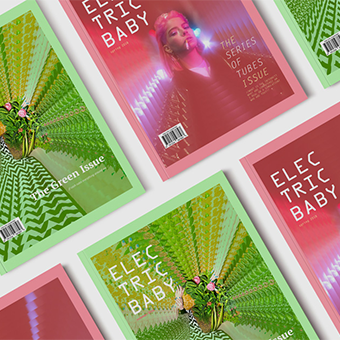 ELEC
TRIC
BABY
THE
SERIES
OF
TUBES
ISSUE
The Green Issue
ELEC
TRIC
BABY
ELEC
TRIC
BABY
Issue